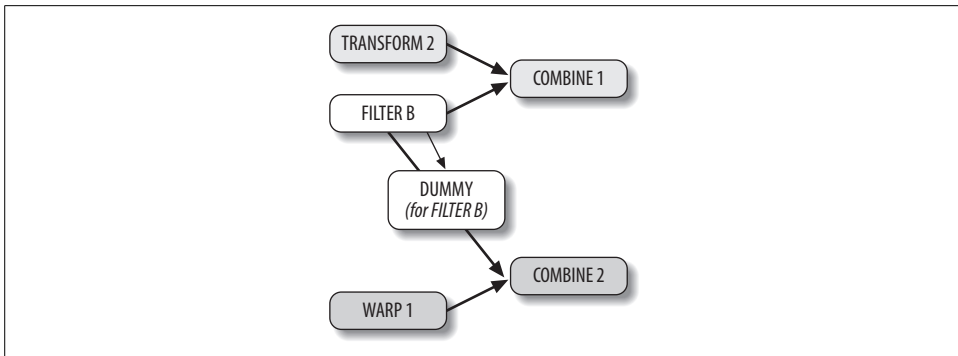 TRANSFORM 2
COMBINE 1
FILTER B
DUMMY
(for FILTER B)
COMBINE 2
WARP 1